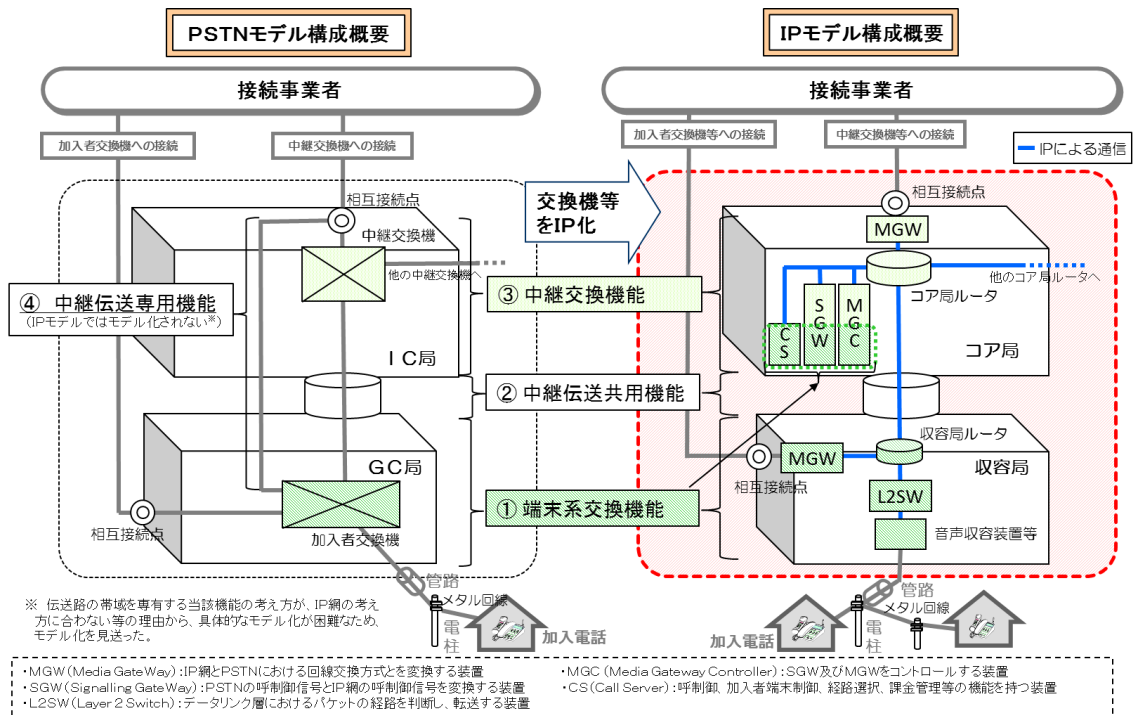 PSTNモデル構成概要
IPモデル構成概要
接続事業者
接続事業者
加入者交換機への接続
中継交換機への接続
加入者交換機等への接続
中継交換機等への接続
IPによる通信
交換機等
をIP化
相互接続点
中継交換機
他の中継交換機へ
④ 中継伝送専用機能
(IPモデルではモデル化されない※)
IC局
③ 中継交換機能
② 中継伝送共用機能
① 端末系交換機能
GC局
相互接続点
加入者交換機
管路
メタル回線
電柱
加入電話
相互接続点
MGW
他のコア局ルータへ
コア局ルータ
CS
SGW
MGC
コア局
収容局ルータ
MGW
収容局
相互接続点
L2SW
音声収容装置等
管路
メタル回線
加入電話
電柱
※ 伝送路の帯域を専有する当該機能の考え方が、IP網の考え
方に合わない等の理由から、具体的なモデル化が困難なため、
モデル化を見送った。
・MGW(Media GateWay):IP網とPSTNにおける回線交換方式とを変換する装置
・SGW(Signalling GateWay):PSTNの呼制御信号とIP網の呼制御信号を変換する装置
・L2SW(Layer 2 Switch):データリンク層におけるパケットの経路を判断し、転送する装置
・MGC(Media Gateway Controller):SGW及びMGWをコントロールする装置
・CS(Call Server):呼制御、加入者端末制御、経路選択、課金管理等の機能を持つ装置